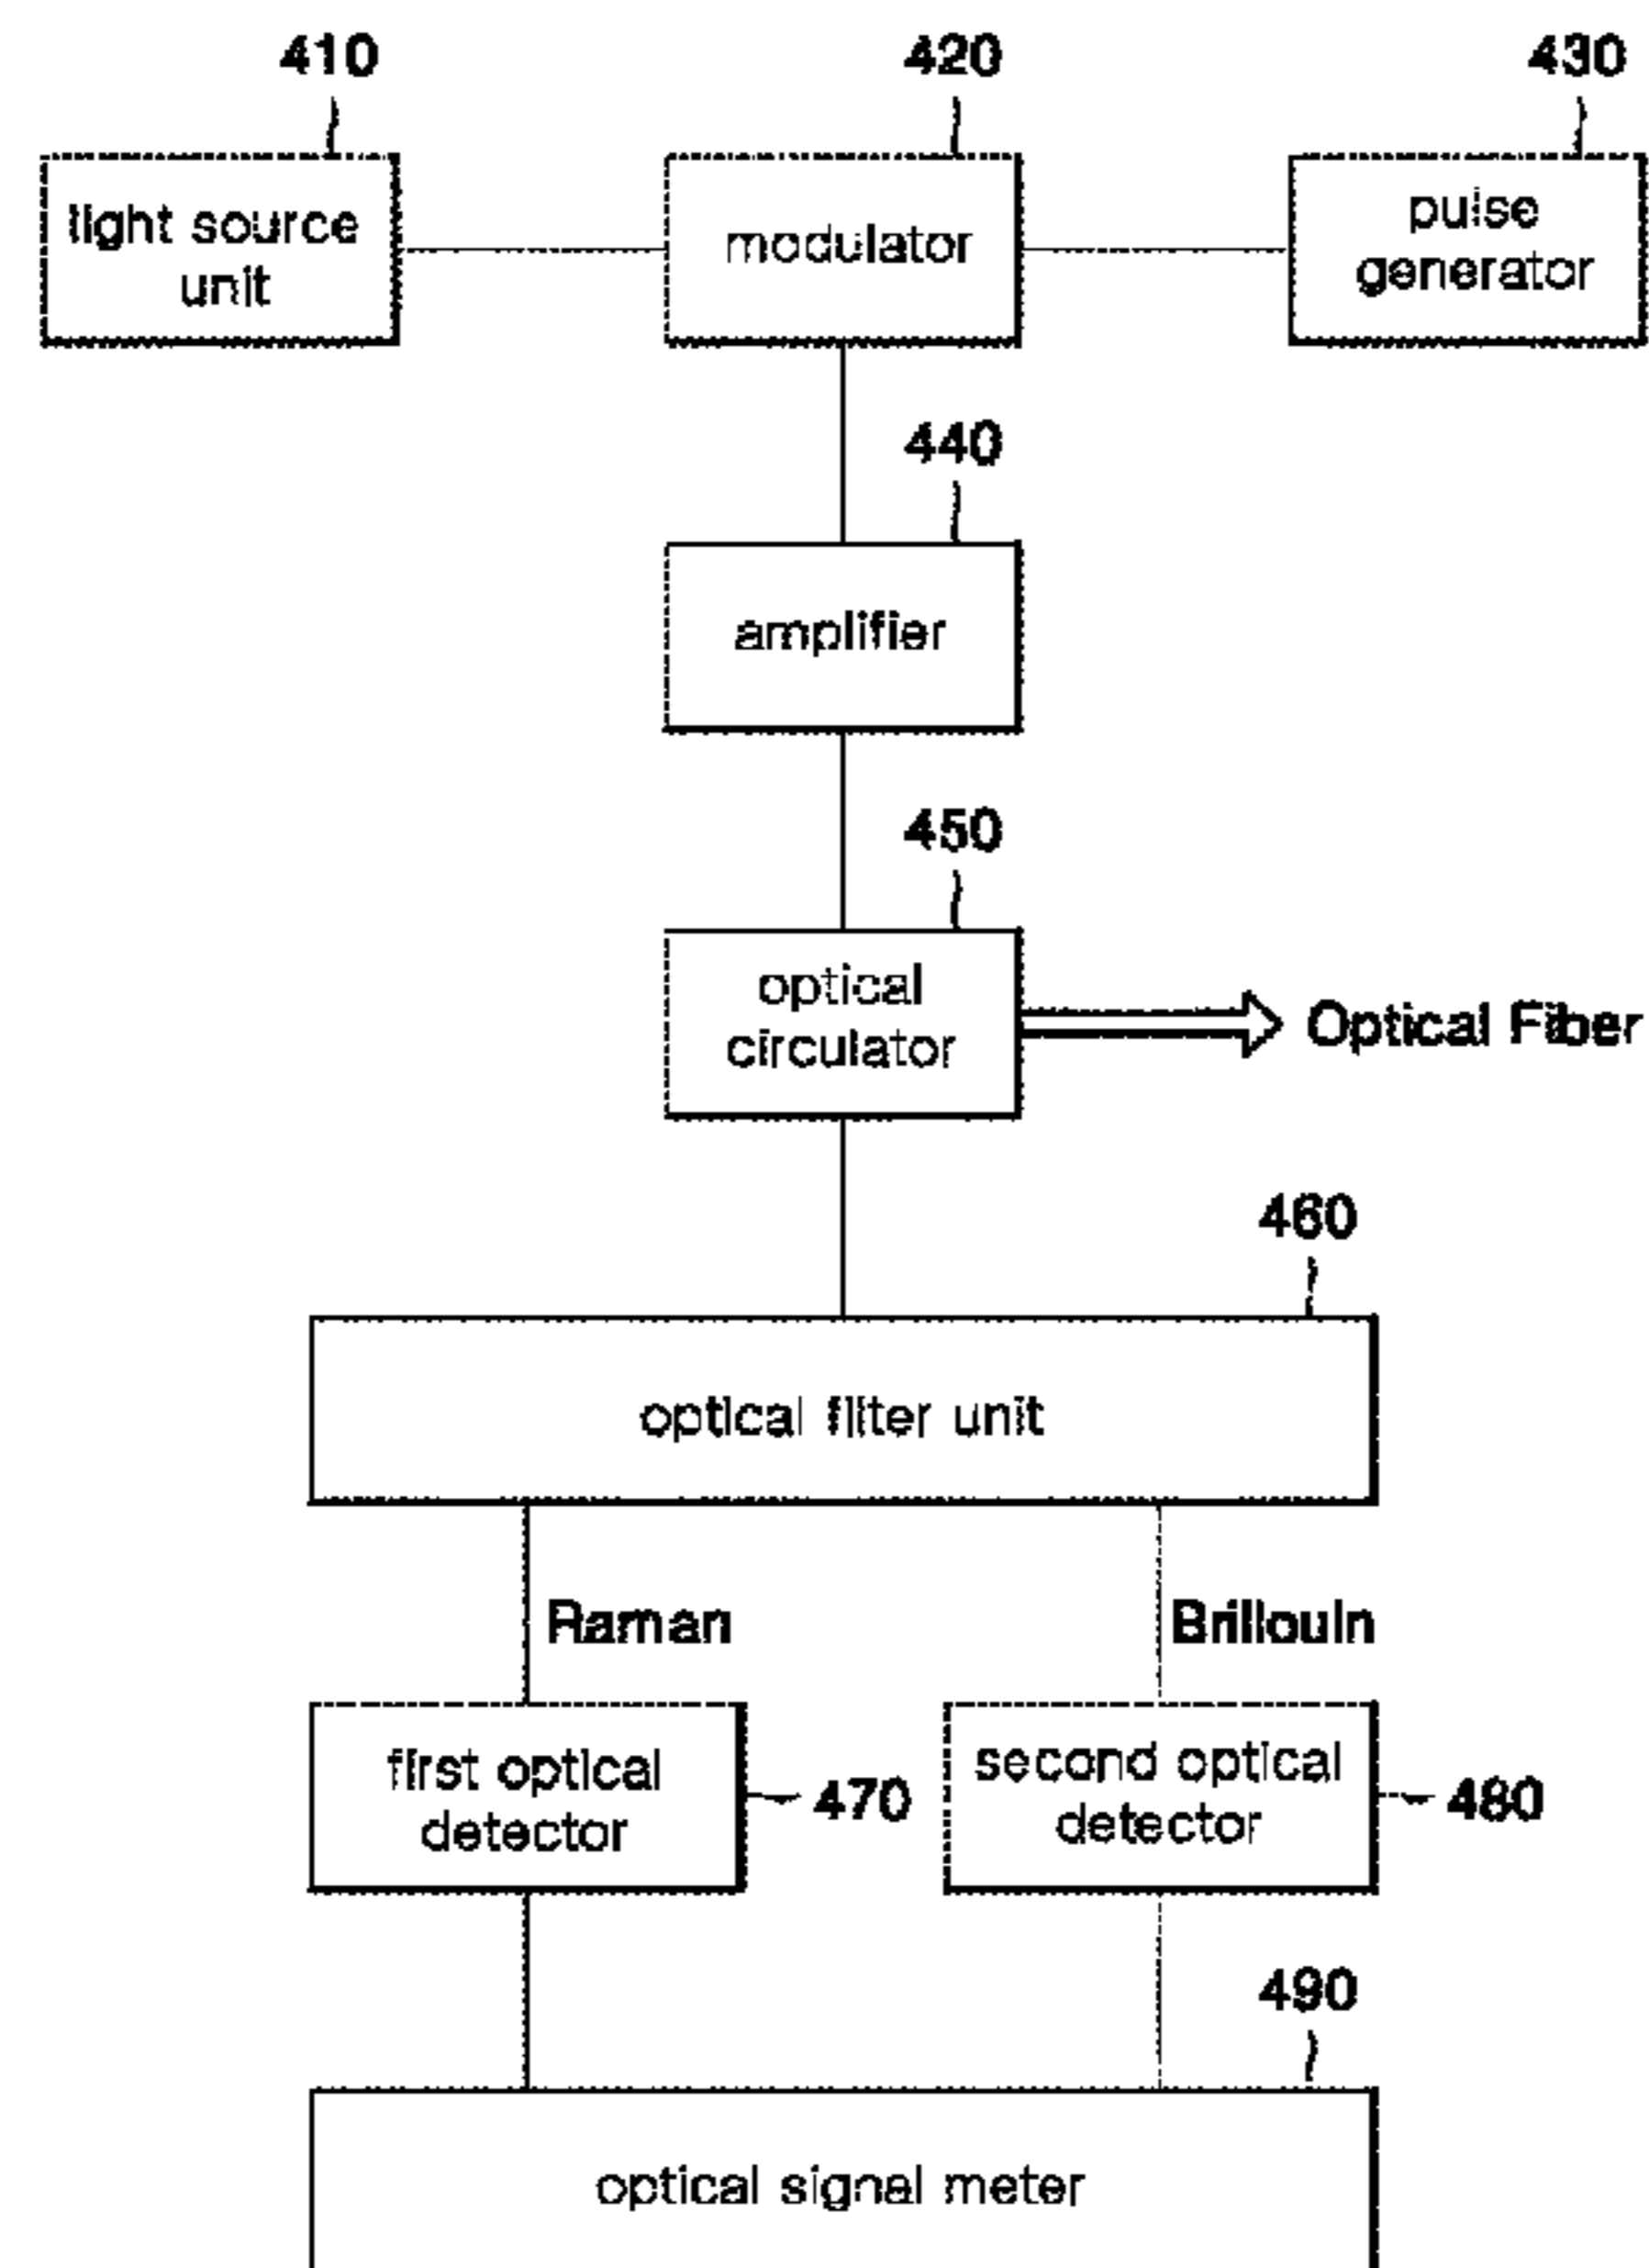 410
420
430
light source
unit
modulator
pulse
generator
440
amplifier
450
optical
circulator
Optical Fiber
460
optical filter unit
Raman
Brillouin
first optical
detector
470
second optical
detector
480
490
optical signal meter